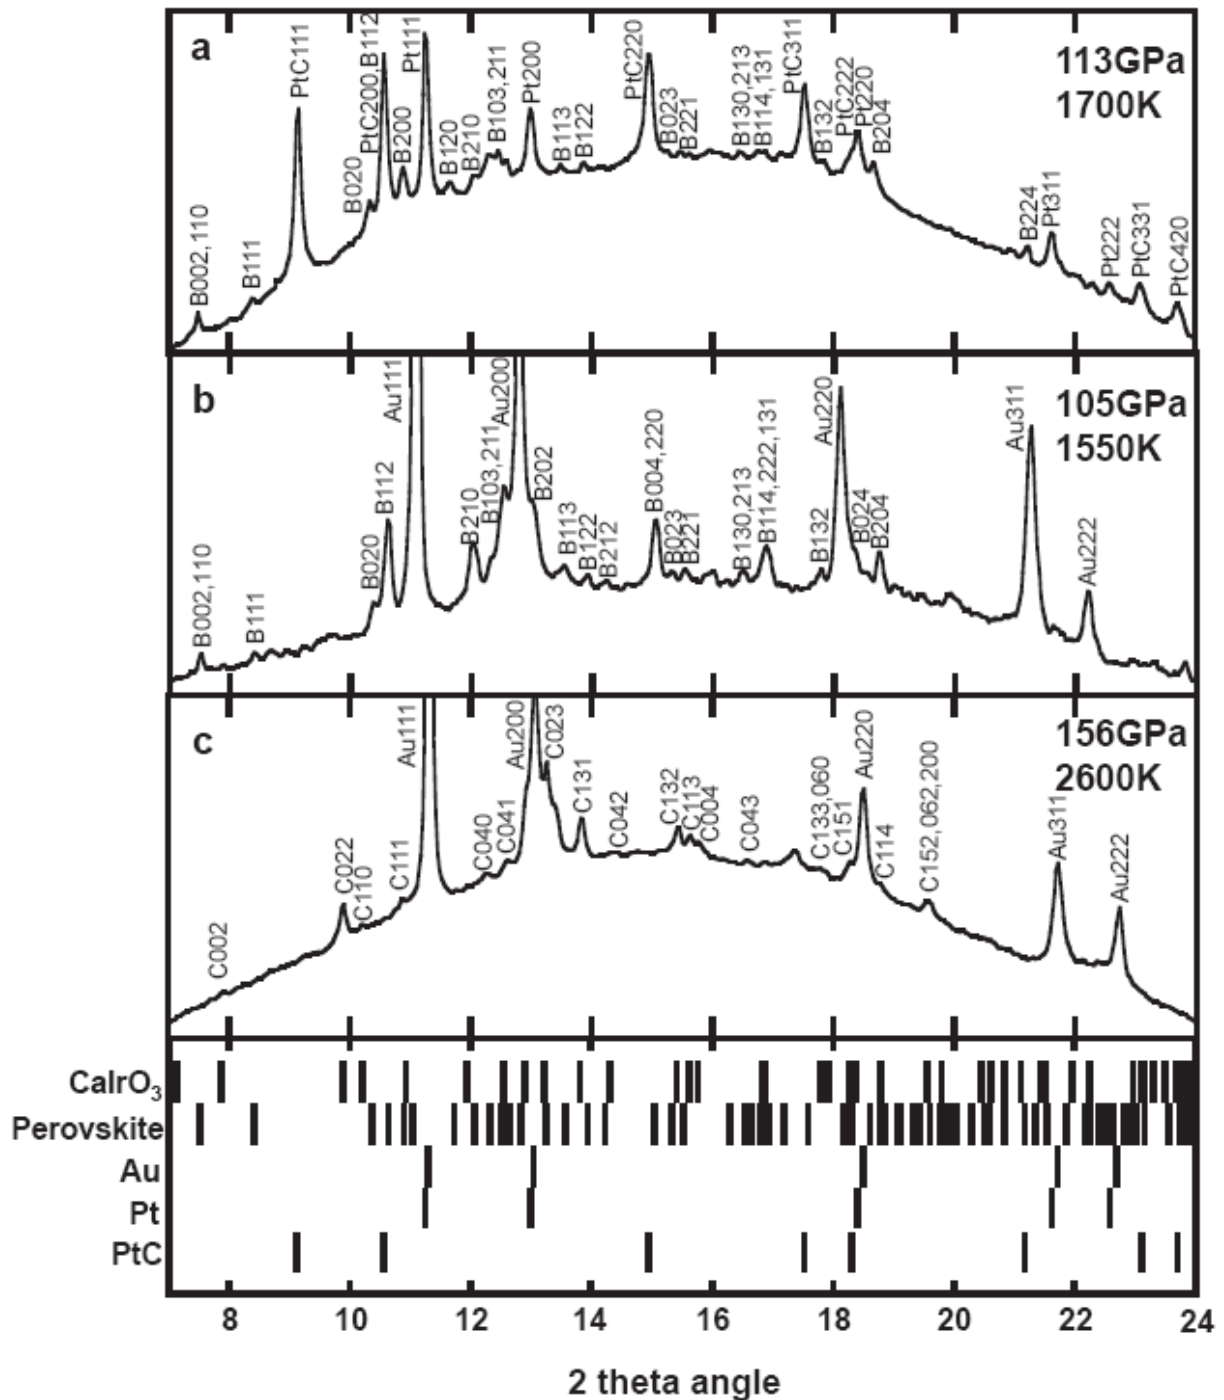 a
113GPa
1700K
B002,110
B111
PtC111
B020
PtC200,B112
B200
Pt111
B120
B210
B103,211
Pt200
B113
B122
PtC220
B023
B221
B130,213
B114,131
PtC311
B132
PtC222
Pt220
B204
B224
Pt311
Pt222
PtC331
PtC420
b
105GPa
1550K
B002,110
B111
B020
B112
Au111
B210
B103,211
Au200
B202
B113
B122
B212
B004,220
B023
B221
B130,213
B114,222,131
B132
Au220
B024
B204
Au311
Au222
c
156GPa
2600K
C002
C022
C110
C111
Au111
C040
C041
Au200
C023
C131
C042
C132
C113
C004
C043
C133,060
C151
Au220
C114
C152,062,200
Au311
Au222
CaIrO3
Perovskite
Au
Pt
PtC
8 10 12 14 16 18 20 22 24
2 theta angle